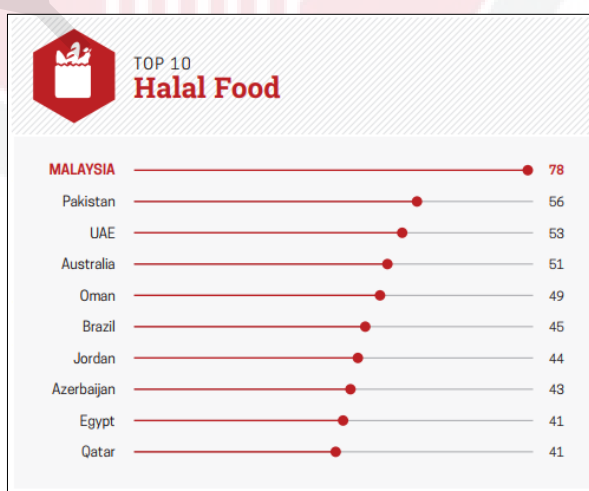 TOP 10
Halal Food
MALAYSIA 78
Pakistan 56
UAE 53
Australia 51
Oman 49
Brazil 45
Jordan 44
Azerbaijan 43
Egypt 41
Qatar 41